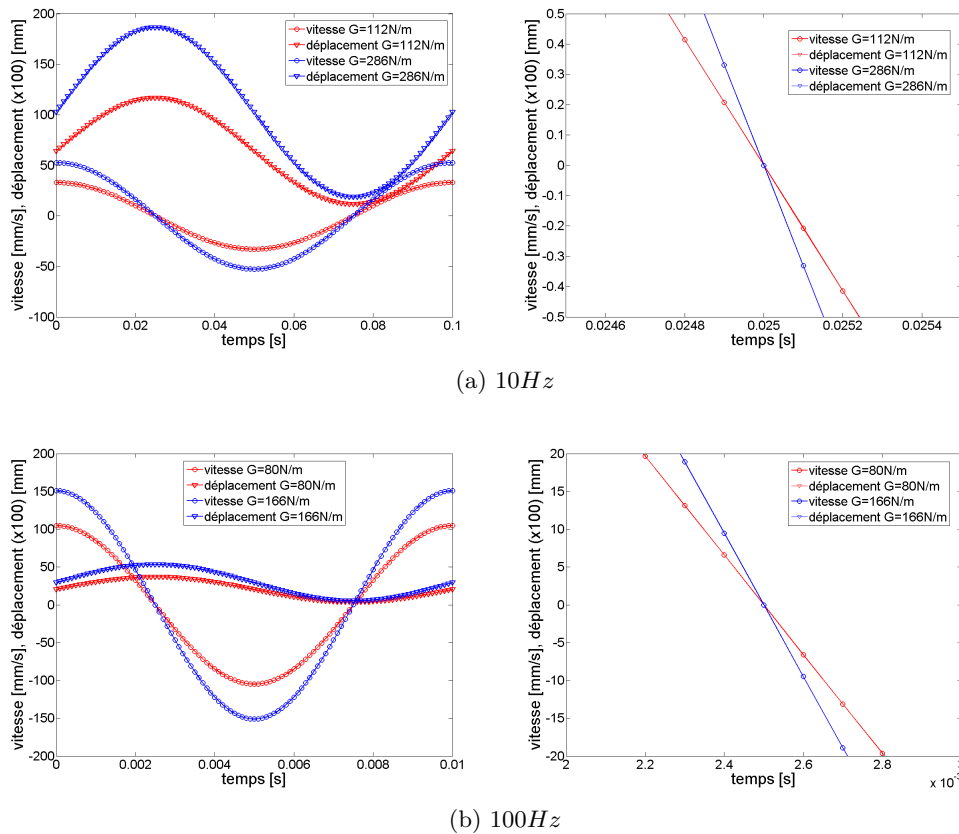 vitesse [mm/s], déplacement (x100) [mm]
200
150
100
50
0
-50
-100
0
0.02
0.04
0.06
0.08
0.1
temps [s]
vitesse G=112N/m
déplacement G=112N/m
vitesse G=286N/m
déplacement G=286N/m
vitesse [mm/s], déplacement (x100) [mm]
0.5
0.4
0.3
0.2
0.1
0
-0.1
-0.2
-0.3
-0.4
-0.5
0.0246
0.0248
0.025
0.0252
0.0254
temps [s]
vitesse G=112N/m
déplacement G=112N/m
vitesse G=286N/m
déplacement G=286N/m
(a) 10Hz
vitesse [mm/s], déplacement (x100) [mm]
200
150
100
50
0
-50
-100
-150
-200
0
0.002
0.004
0.006
0.008
0.01
temps [s]
vitesse G=80N/m
déplacement G=80N/m
vitesse G=166N/m
déplacement G=166N/m
vitesse [mm/s], déplacement (x100) [mm]
20
15
10
5
0
-5
-10
-15
-20
2
2.2
2.4
2.6
2.8
temps [s]
vitesse G=80N/m
déplacement G=80N/m
vitesse G=166N/m
déplacement G=166N/m
(b) 100Hz